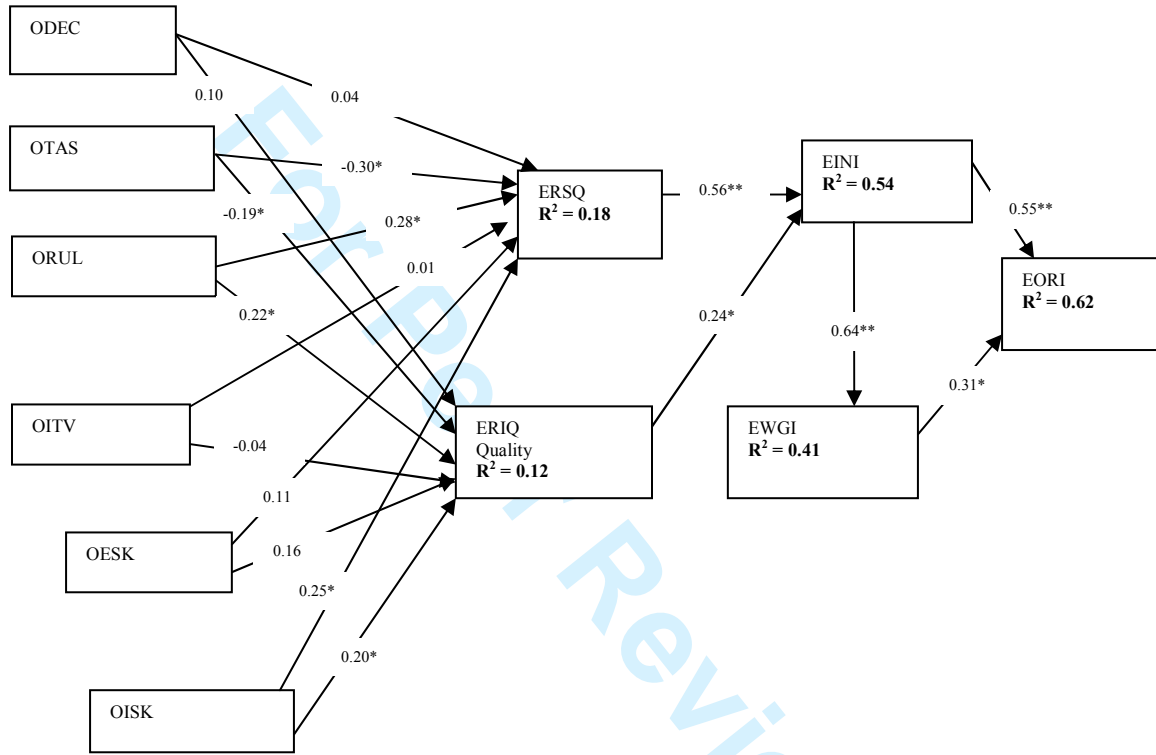 ODEC
0.10
0.04
OTAS
-0.30*
-0.19*
ERSQ
R² = 0.18
0.56**
EINI
R² = 0.54
0.55**
ORUL
0.28*
0.01
0.22*
EORI
R² = 0.62
0.24*
0.64**
0.31*
OITV
-0.04
ERIQ
Quality
R² = 0.12
EWGI
R² = 0.41
0.11
OESK
0.16
0.25*
0.20*
OISK
For Peer Review